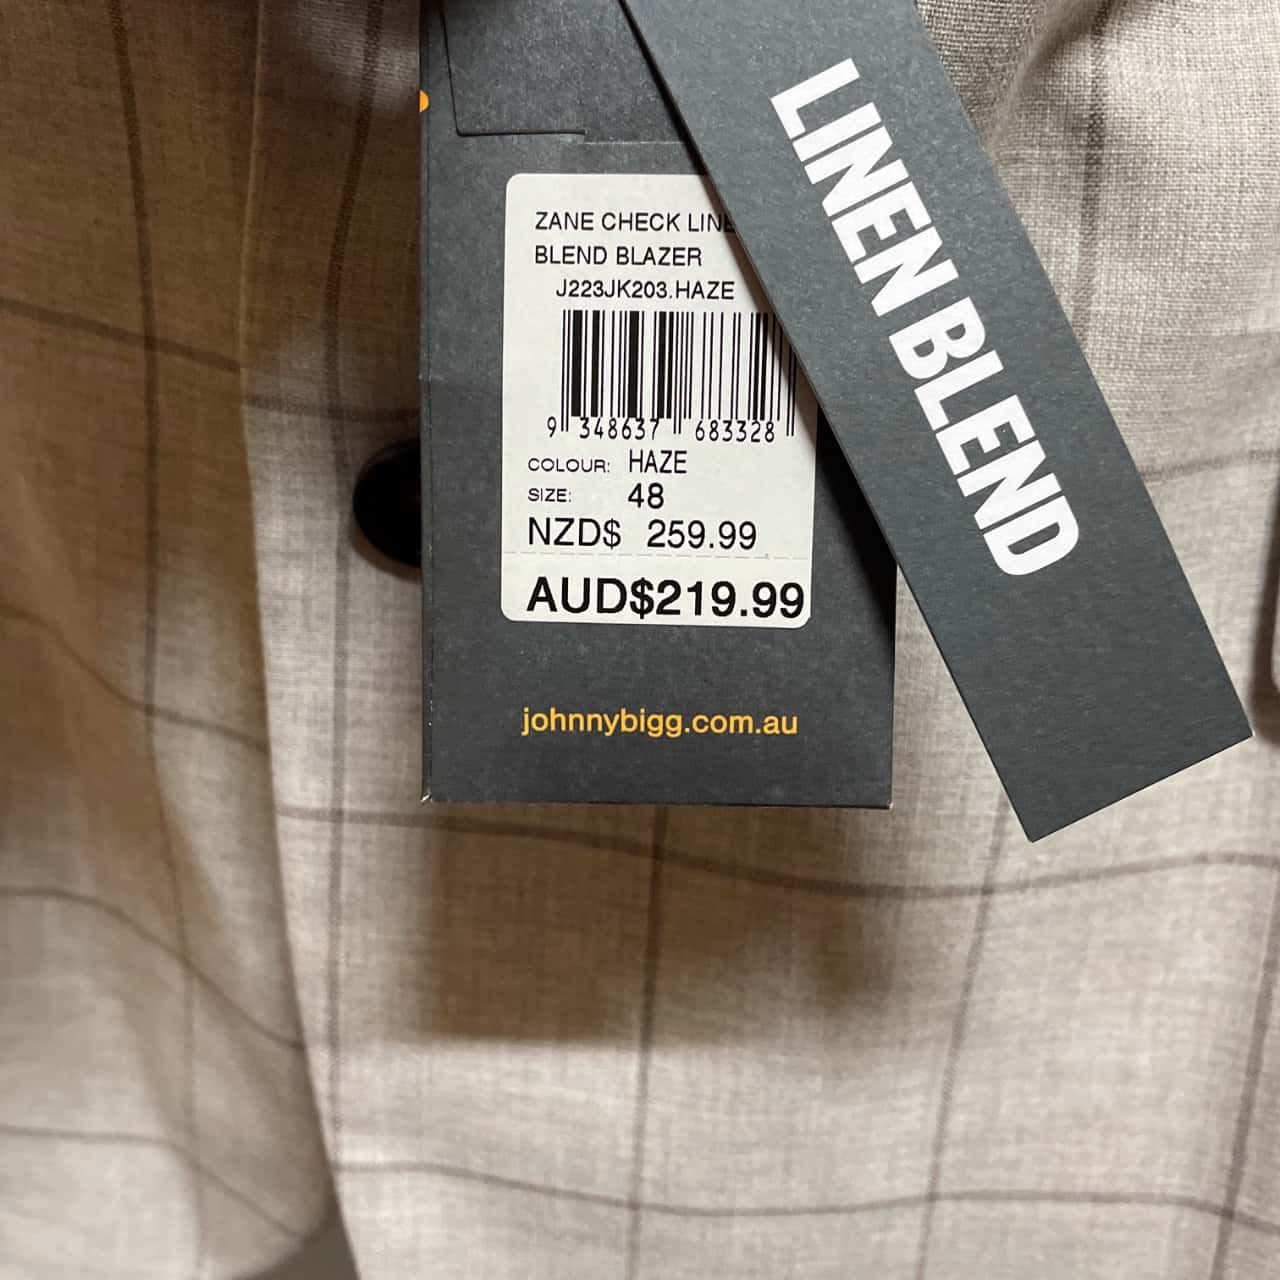 ZANE CHECK
BLEND BLAZER
J223JK203.HAZE
9 348637 683328
COLOUR: HAZE
SIZE: 48
NZD$ 259.99
AUD$219.99
johnnybigg.com.au
LINEN BLEND